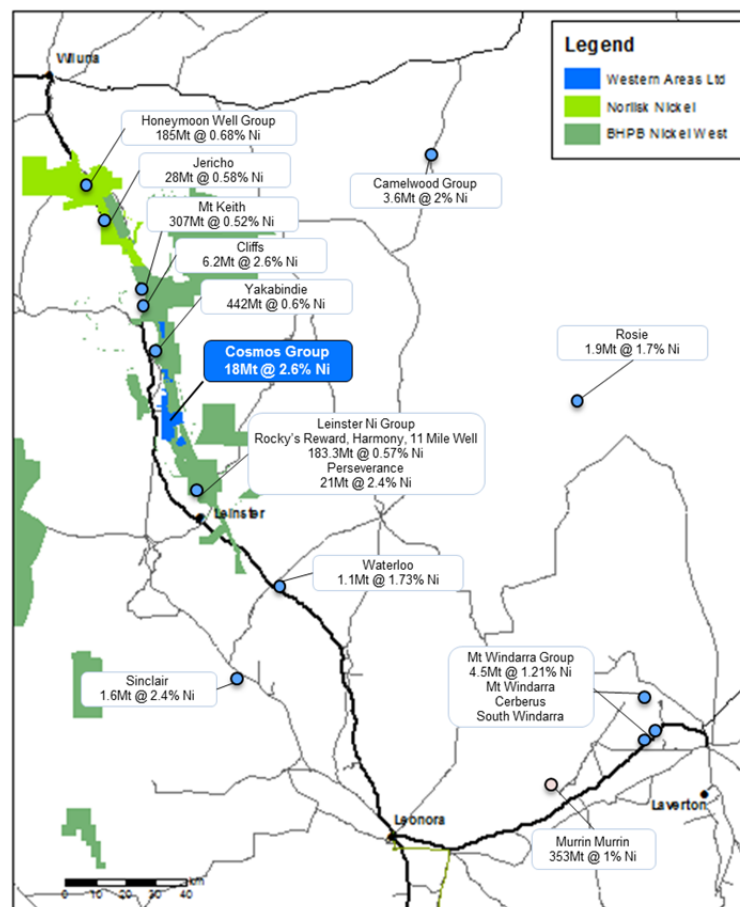 Legend
Western Areas Ltd
Norilsk Nickel
BHPB Nickel West
Wiluna
Honeymoon Well Group
185Mt @ 0.68% Ni
Jericho
28Mt @ 0.58% Ni
Mt Keith
307Mt @ 0.52% Ni
Cliffs
6.2Mt @ 2.6% Ni
Yakabindie
442Mt @ 0.6% Ni
Camelwood Group
3.6Mt @ 2% Ni
Cosmos Group
18Mt @ 2.6% Ni
Rosie
1.9Mt @ 1.7% Ni
Leinster Ni Group
Rocky's Reward, Harmony, 11 Mile Well
183.3Mt @ 0.57% Ni
Perseverance
21Mt @ 2.4% Ni
Leinster
Waterloo
1.1Mt @ 1.73% Ni
Sinclair
1.6Mt @ 2.4% Ni
Mt Windarra Group
4.5Mt @ 1.21% Ni
Mt Windarra
Cerberus
South Windarra
Laverton
Leonora
Murrin Murrin
353Mt @ 1% Ni
km
0 10 20 40